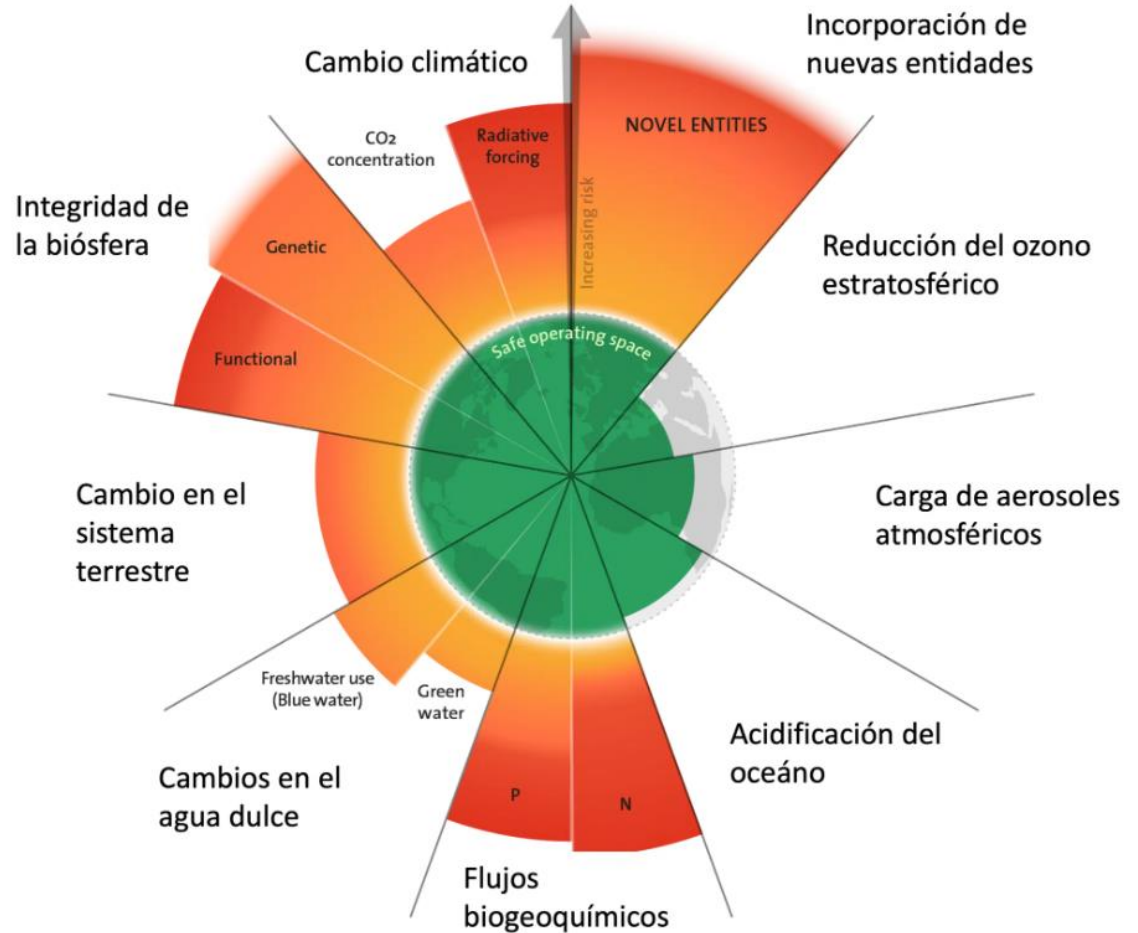 Incorporación de
nuevas entidades
Cambio climático
CO2
concentration
Radiative
forcing
NOVEL ENTITIES
Increasing risk
Integridad de
la biósfera
Genetic
Functional
Reducción del ozono
estratosférico
Safe operating space
Cambio en el
sistema
terrestre
Carga de aerosoles
atmosféricos
Freshwater use
(Blue water)
Green
water
Cambios en el
agua dulce
P
N
Acidificación del
oceáno
Flujos
biogeoquímicos